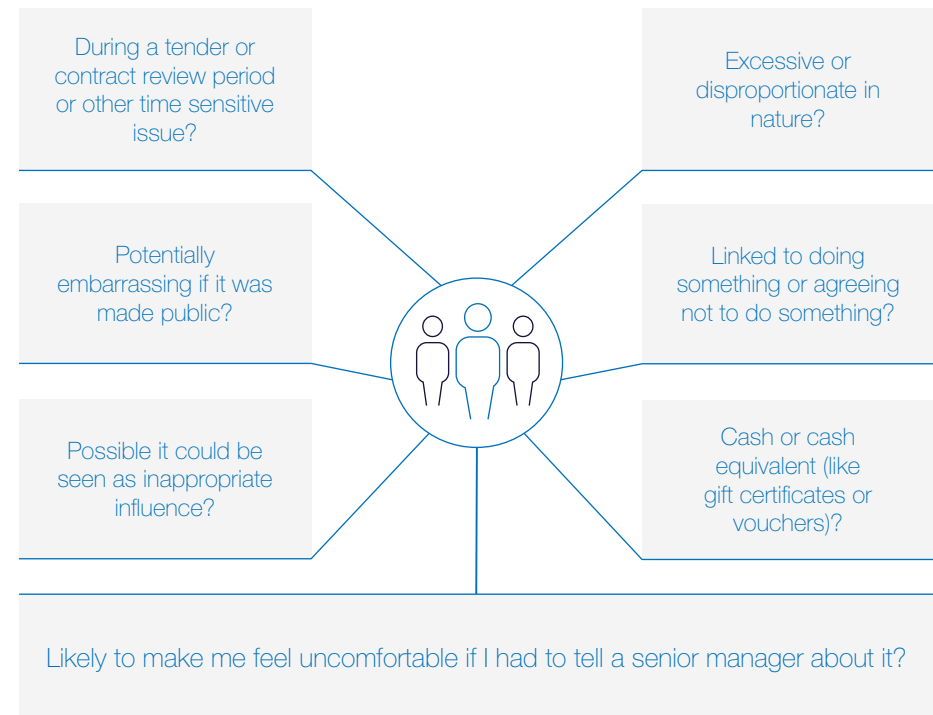 During a tender or
contract review period
or other time sensitive
issue?
Excessive or
disproportionate in
nature?
Potentially
embarrassing if it was
made public?
Linked to doing
something or agreeing
not to do something?
Possible it could be
seen as inappropriate
influence?
Cash or cash
equivalent (like
gift certificates or
vouchers)?
Likely to make me feel uncomfortable if I had to tell a senior manager about it?